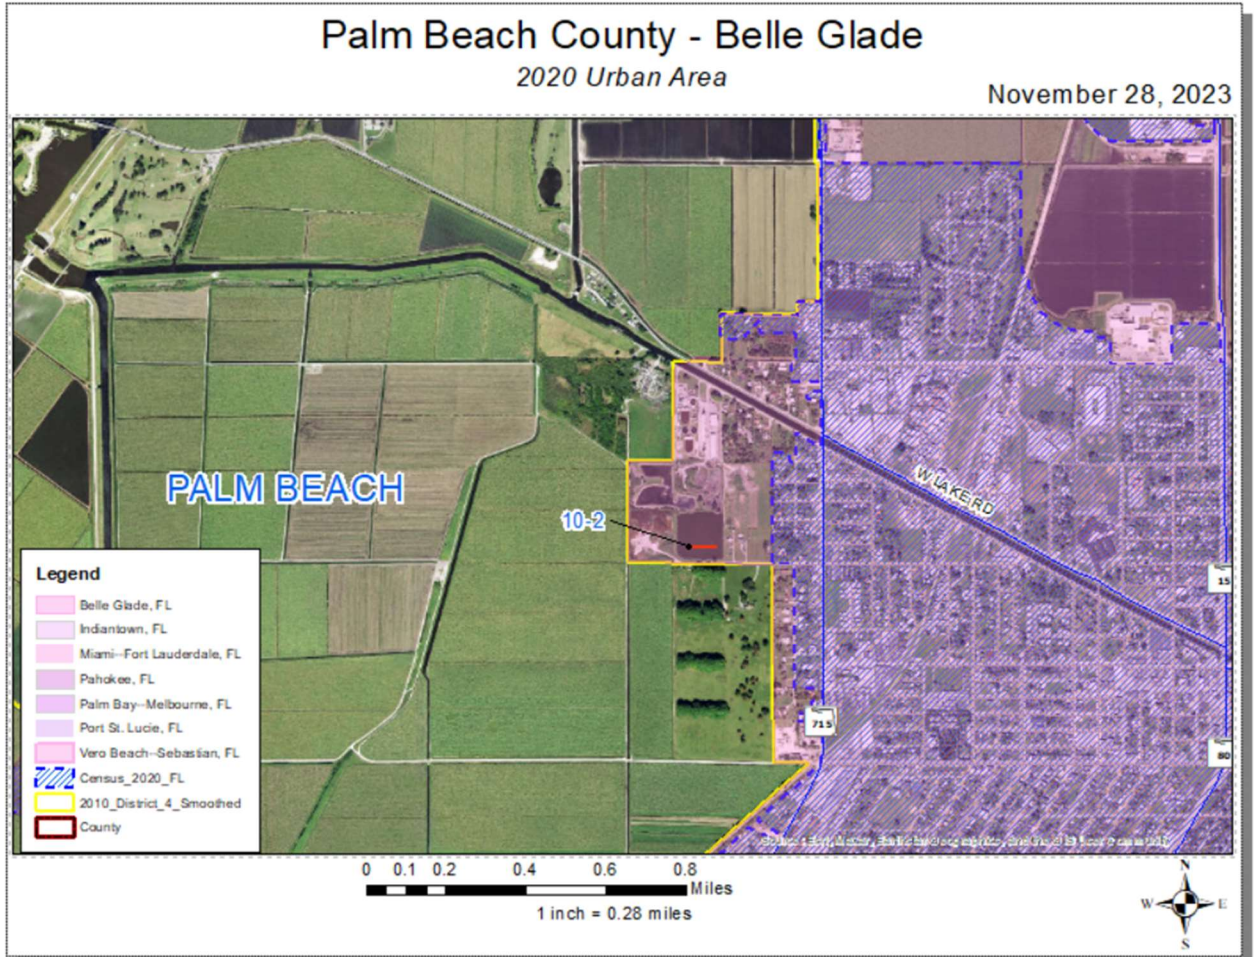 Palm Beach County - Belle Glade
2020 Urban Area
November 28, 2023
W LAKE RD
PALM BEACH
10-2
15
715
80
Legend
Belle Glade, FL
Indiantown, FL
Miami--Fort Lauderdale, FL
Pahokee, FL
Palm Bay--Melbourne, FL
Port St. Lucie, FL
Vero Beach--Sebastian, FL
Census_2020_FL
2010_District_4_Smoothed
County
0 0.1 0.2 0.4 0.6 0.8
Miles
1 inch = 0.28 miles
N
W E
S